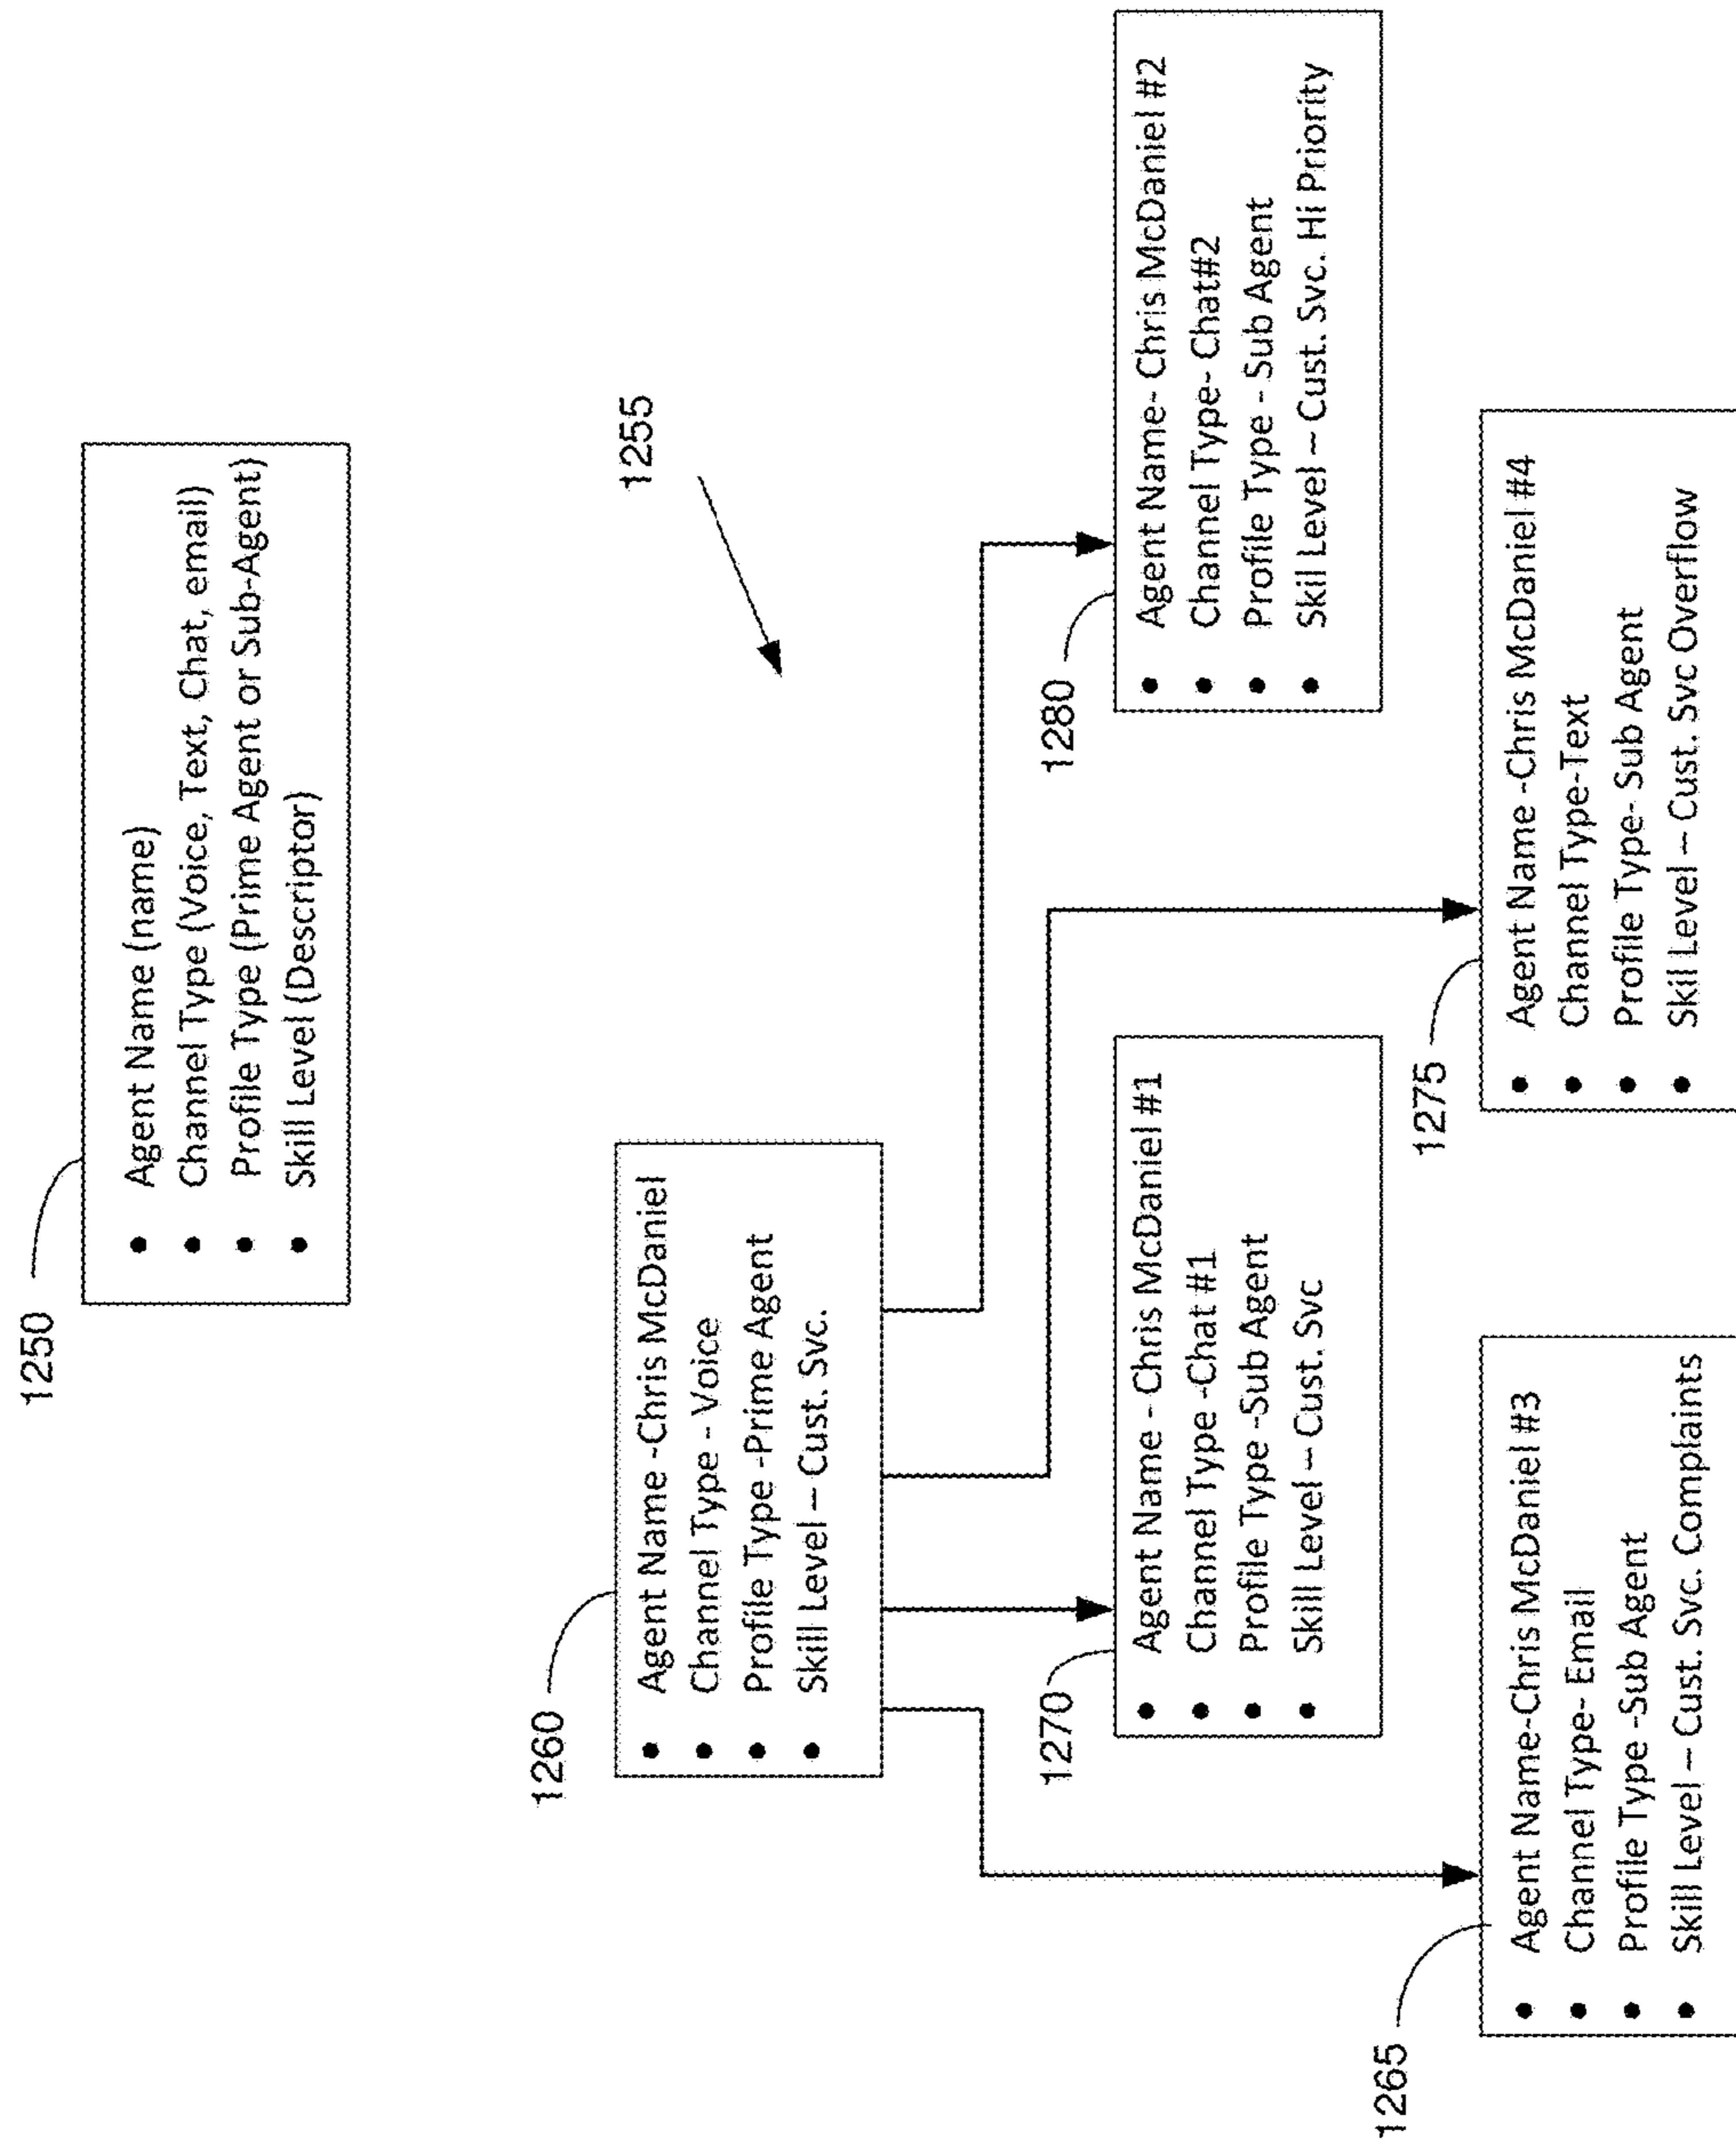 1250
• Agent Name (name)
• Channel Type (Voice, Text, Chat, email)
• Profile Type (Prime Agent or Sub-Agent)
• Skill Level (Descriptor)
1255
1260
• Agent Name -Chris McDaniel
• Channel Type - Voice
• Profile Type -Prime Agent
• Skill Level – Cust. Svc.
1270
• Agent Name - Chris McDaniel #1
• Channel Type -Chat #1
• Profile Type -Sub Agent
• Skill Level – Cust. Svc
1280
• Agent Name- Chris McDaniel #2
• Channel Type- Chat#2
• Profile Type - Sub Agent
• Skil Level – Cust. Svc. Hi Priority
1265
• Agent Name-Chris McDaniel #3
• Channel Type- Email
• Profile Type -Sub Agent
• Skill Level – Cust. Svc. Complaints
1275
• Agent Name -Chris McDaniel #4
• Channel Type-Text
• Profile Type- Sub Agent
• Skil Level – Cust. Svc Overflow